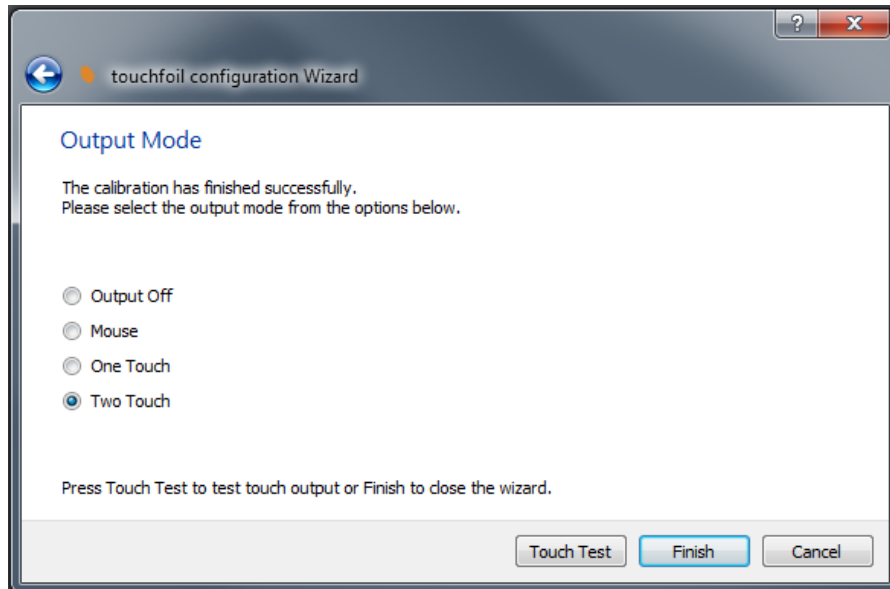 ?
X
touchfoil configuration Wizard
Output Mode
The calibration has finished successfully.
Please select the output mode from the options below.
Output Off
Mouse
One Touch
Two Touch
Press Touch Test to test touch output or Finish to close the wizard.
Touch Test
Finish
Cancel